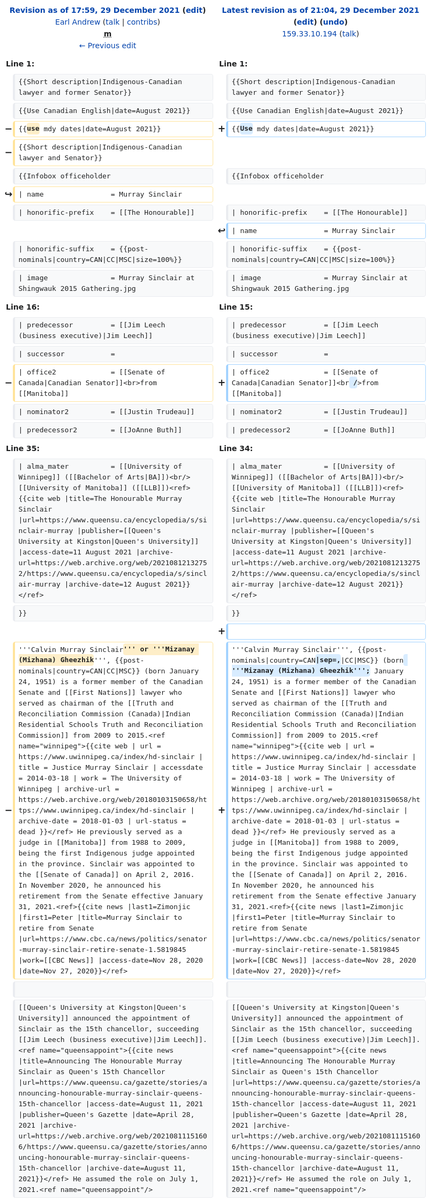 Revision as of 17:59, 29 December 2021 (edit)
Earl Andrew (talk | contribs)
m
← Previous edit
Latest revision as of 21:04, 29 December 2021
(edit) (undo)
159.33.10.194 (talk)
Line 1:
Line 1:
{{Short description|Indigenous-Canadian
lawyer and former Senator}}
{{Short description|Indigenous-Canadian
lawyer and former Senator}}
{{Use Canadian English|date=August 2021}}
{{Use Canadian English|date=August 2021}}
− {{use mdy dates|date=August 2021}}
+ {{Use mdy dates|date=August 2021}}
− {{Short description|Indigenous-Canadian
lawyer and Senator}}
{{Infobox officeholder
{{Infobox officeholder
| name = Murray Sinclair
| honorific-prefix = [[The Honourable]]
| honorific-prefix = [[The Honourable]]
| name = Murray Sinclair
| honorific-suffix = {{post-
nominals|country=CAN|CC|MSC|size=100%}}
| honorific-suffix = {{post-
nominals|country=CAN|CC|MSC|size=100%}}
| image = Murray Sinclair at
Shingwauk 2015 Gathering.jpg
| image = Murray Sinclair at
Shingwauk 2015 Gathering.jpg
Line 16:
Line 15:
| predecessor = [[Jim Leech
(business executive)|Jim Leech]]
| predecessor = [[Jim Leech
(business executive)|Jim Leech]]
| successor =
| successor =
− | office2 = [[Senate of
Canada|Canadian Senator]]<br>from
[[Manitoba]]
+ | office2 = [[Senate of
Canada|Canadian Senator]]<br />from
[[Manitoba]]
| nominator2 = [[Justin Trudeau]]
| nominator2 = [[Justin Trudeau]]
| predecessor2 = [[JoAnne Buth]]
| predecessor2 = [[JoAnne Buth]]
Line 35:
Line 34:
| alma_mater = [[University of
Winnipeg]] ([[Bachelor of Arts|BA]])<br/>
[[University of Manitoba]] ([[LLB]])<ref>
{{cite web |title=The Honourable Murray
Sinclair
|url=https://www.queensu.ca/encyclopedia/s/si
nclair-murray |publisher=[[Queen's
University at Kingston|Queen's University]]
|access-date=11 August 2021 |archive-
url=https://web.archive.org/web/2021081213275
2/https://www.queensu.ca/encyclopedia/s/sincl
air-murray |archive-date=12 August 2021}}
</ref>
| alma_mater = [[University of
Winnipeg]] ([[Bachelor of Arts|BA]])<br/>
[[University of Manitoba]] ([[LLB]])<ref>
{{cite web |title=The Honourable Murray
Sinclair
|url=https://www.queensu.ca/encyclopedia/s/si
nclair-murray |publisher=[[Queen's
University at Kingston|Queen's University]]
|access-date=11 August 2021 |archive-
url=https://web.archive.org/web/2021081213275
2/https://www.queensu.ca/encyclopedia/s/sincl
air-murray |archive-date=12 August 2021}}
</ref>
}}
}}
+
− '''Calvin Murray Sinclair''' or '''Mizanay
(Mizhana) Gheezhik''', {{post-
nominals|country=CAN|CC|MSC}} (born January
24, 1951) is a former member of the Canadian
Senate and [[First Nations]] lawyer who
served as chairman of the [[Truth and
Reconciliation Commission (Canada)|Indian
Residential Schools Truth and Reconciliation
Commission]] from 2009 to 2015.<ref
name="winnipeg">{{cite web | url =
https://www.uwinnipeg.ca/index/hd-sinclair |
title = Justice Murray Sinclair | accessdate
= 2014-03-18 | work = The University of
Winnipeg | archive-url =
https://web.archive.org/web/20180103150658/ht
tps://www.uwinnipeg.ca/index/hd-sinclair |
archive-date = 2018-01-03 | url-status =
dead }}</ref> He previously served as a
judge in [[Manitoba]] from 1988 to 2009,
being the first Indigenous judge appointed
in the province. Sinclair was appointed to
the [[Senate of Canada]] on April 2, 2016.
In November 2020, he announced his
retirement from the Senate effective January
31, 2021.<ref>{{cite news |last1=Zimonjic
|first1=Peter |title=Murray Sinclair to
retire from Senate
|url=https://www.cbc.ca/news/politics/senator
-murray-sinclair-retire-senate-1.5819845
|work=[[CBC News]] |access-date=Nov 28, 2020
|date=Nov 27, 2020}}</ref>
+ '''Calvin Murray Sinclair''', {{post-
nominals|country=CAN|sep=,|CC|MSC}} (born
'''Mizanay (Mizhana) Gheezhik'''; January
24, 1951) is a former member of the Canadian
Senate and [[First Nations]] lawyer who
served as chairman of the [[Truth and
Reconciliation Commission (Canada)|Indian
Residential Schools Truth and Reconciliation
Commission]] from 2009 to 2015.<ref
name="winnipeg">{{cite web | url =
https://www.uwinnipeg.ca/index/hd-sinclair |
title = Justice Murray Sinclair | accessdate
= 2014-03-18 | work = The University of
Winnipeg | archive-url =
https://web.archive.org/web/20180103150658/ht
tps://www.uwinnipeg.ca/index/hd-sinclair |
archive-date = 2018-01-03 | url-status =
dead }}</ref> He previously served as a
judge in [[Manitoba]] from 1988 to 2009,
being the first Indigenous judge appointed
in the province. Sinclair was appointed to
the [[Senate of Canada]] on April 2, 2016.
In November 2020, he announced his
retirement from the Senate effective January
31, 2021.<ref>{{cite news |last1=Zimonjic
|first1=Peter |title=Murray Sinclair to
retire from Senate
|url=https://www.cbc.ca/news/politics/senator
-murray-sinclair-retire-senate-1.5819845
|work=[[CBC News]] |access-date=Nov 28, 2020
|date=Nov 27, 2020}}</ref>
[[Queen's University at Kingston|Queen's
University]] announced the appointment of
Sinclair as the 15th chancellor, succeeding
[[Jim Leech (business executive)|Jim Leech]].
<ref name="queensappoint">{{cite news
|title=Announcing The Honourable Murray
Sinclair as Queen's 15th Chancellor
|url=https://www.queensu.ca/gazette/stories/a
nnouncing-honourable-murray-sinclair-queens-
15th-chancellor |access-date=August 11, 2021
|publisher=Queen's Gazette |date=April 28,
2021 |archive-
url=https://web.archive.org/web/2021081115160
6/https://www.queensu.ca/gazette/stories/anno
uncing-honourable-murray-sinclair-queens-
15th-chancellor |archive-date=August 11,
2021}}</ref> He assumed the role on July 1,
2021.<ref name="queensappoint"/>
[[Queen's University at Kingston|Queen's
University]] announced the appointment of
Sinclair as the 15th chancellor, succeeding
[[Jim Leech (business executive)|Jim Leech]].
<ref name="queensappoint">{{cite news
|title=Announcing The Honourable Murray
Sinclair as Queen's 15th Chancellor
|url=https://www.queensu.ca/gazette/stories/a
nnouncing-honourable-murray-sinclair-queens-
15th-chancellor |access-date=August 11, 2021
|publisher=Queen's Gazette |date=April 28,
2021 |archive-
url=https://web.archive.org/web/2021081115160
6/https://www.queensu.ca/gazette/stories/anno
uncing-honourable-murray-sinclair-queens-
15th-chancellor |archive-date=August 11,
2021}}</ref> He assumed the role on July 1,
2021.<ref name="queensappoint"/>